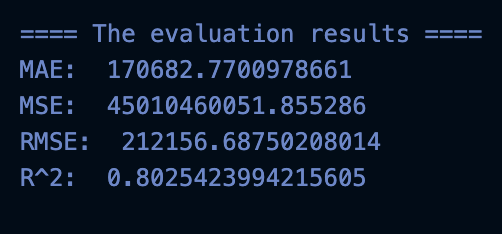 ==== The evaluation results ====
MAE:  170682.7700978661
MSE:  45010460051.855286
RMSE:  212156.68750208014
R^2:  0.8025423994215605